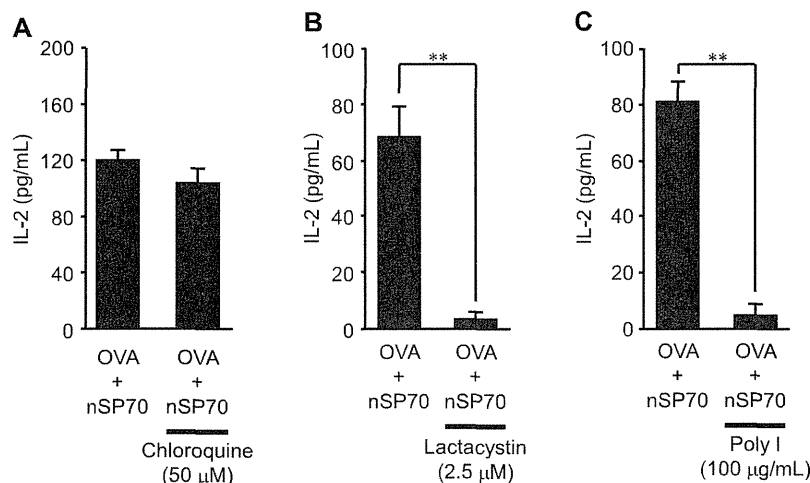 A
200
160
120
80
40
0
IL-2 (pg/mL)
OVA
+
nSP70
OVA
+
nSP70
Chloroquine
(50 μM)
B
**
100
80
60
40
20
0
IL-2 (pg/mL)
OVA
+
nSP70
OVA
+
nSP70
Lactacystin
(2.5 μM)
C
**
100
80
60
40
20
0
IL-2 (pg/mL)
OVA
+
nSP70
OVA
+
nSP70
Poly I
(100 μg/mL)